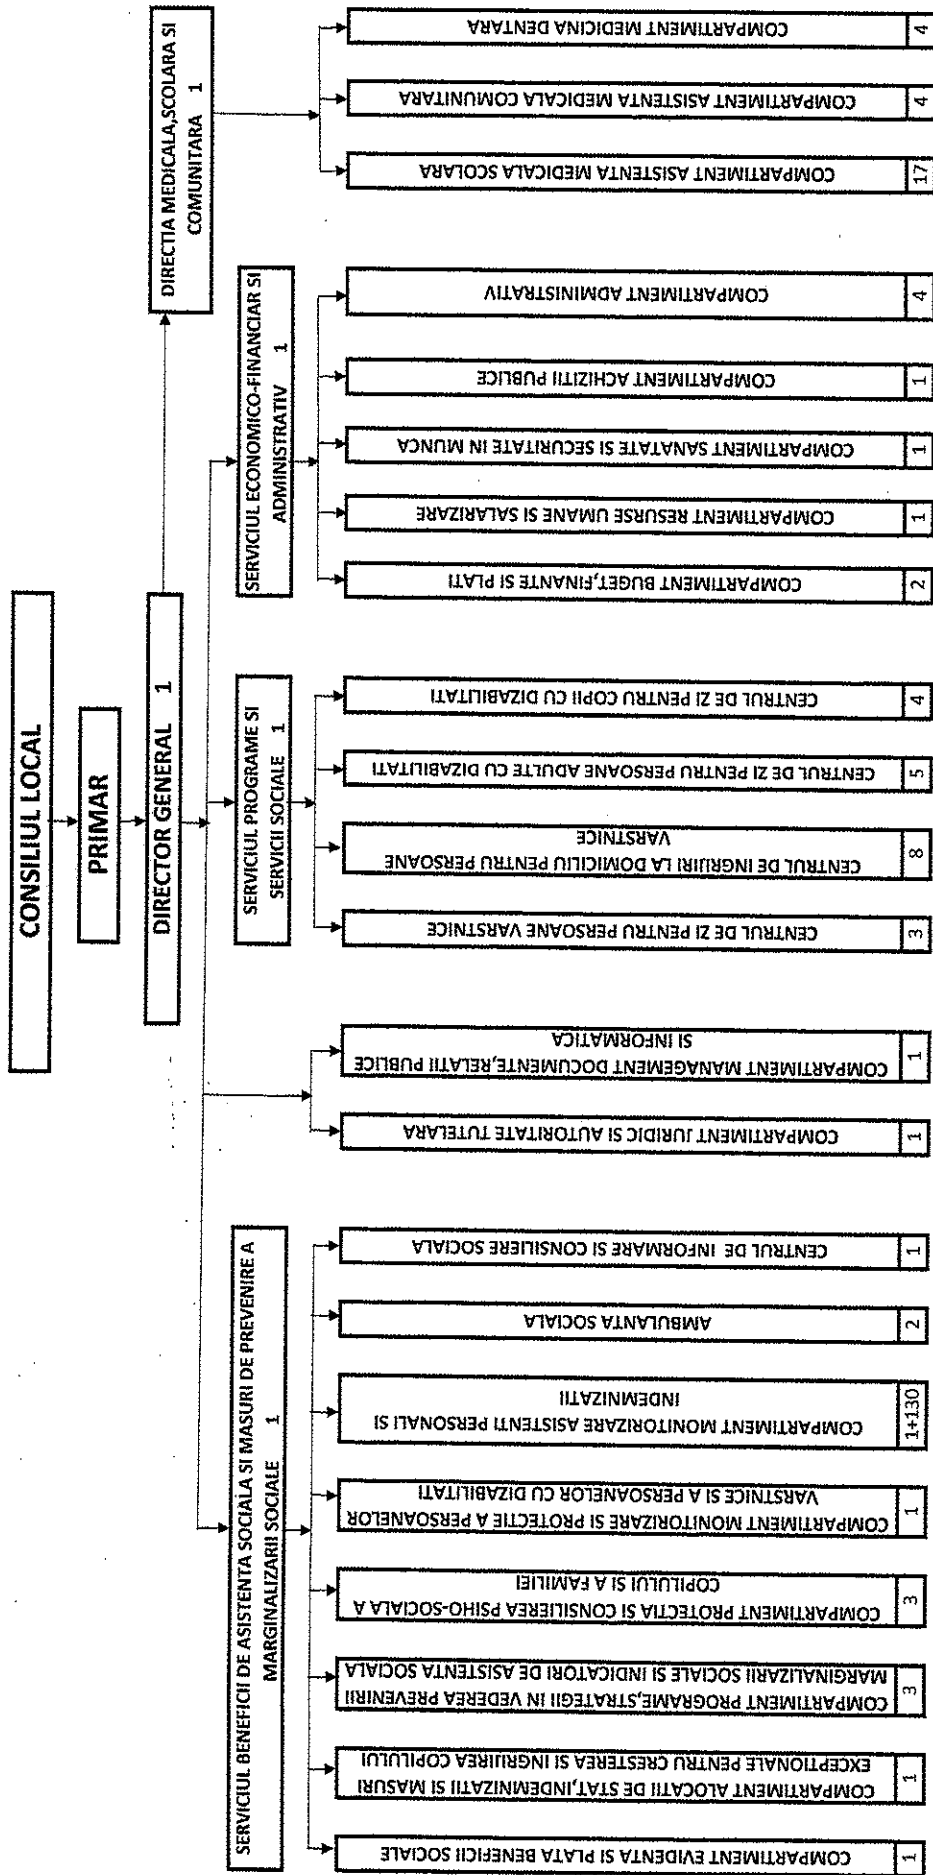 CONSILIUL LOCAL
PRIMAR
DIRECTOR GENERAL 1
DIRECTIA MEDICALA,SCOLARA SI
COMUNITARA 1
SERVICIUL BENEFICII DE ASISTENTA SOCIALA SI MASURI DE PREVENIRE A
MARGINALIZARII SOCIALE 1
SERVICIUL PROGRAME SI
SERVICII SOCIALE 1
SERVICIUL ECONOMICO-FINANCIAR SI
ADMINISTRATIV 1
COMPARTIMENT EVIDENTA SI PLATA BENEFICII SOCIALE
1
COMPARTIMENT ALOCATII DE STAT,INDEMNIZATII SI MASURI
EXCEPTIONALE PENTRU CRESTEREA SI INGRIJIREA COPILULUI
1
COMPARTIMENT PROGRAME,STRATEGII IN VEDEREA PREVENIRII
MARGINALIZARII SOCIALE SI INDICATORI DE ASISTENTA SOCIALA
3
COMPARTIMENT PROTECTIA SI CONSILIEREA PSIHO-SOCIALA A
COPILULUI SI A FAMILIEI
3
COMPARTIMENT MONITORIZARE SI PROTECTIE A PERSOANELOR
VARSTNICE SI A PERSOANELOR CU DIZABILITATI
1
COMPARTIMENT MONITORIZARE ASISTENTI PERSONALI SI
INDEMNIZATII
1+130
AMBULANTA SOCIALA
2
CENTRUL DE INFORMARE SI CONSILIERE SOCIALA
1
COMPARTIMENT JURIDIC SI AUTORITATE TUTELARA
1
COMPARTIMENT MANAGEMENT DOCUMENTE,RELATII PUBLICE
SI INFORMATICA
1
CENTRUL DE ZI PENTRU PERSOANE VARSTNICE
3
CENTRUL DE INGRIJIRI LA DOMICILIU PENTRU PERSOANE
VARSTNICE
8
CENTRUL DE ZI PENTRU PERSOANE ADULTE CU DIZABILITATI
5
CENTRUL DE ZI PENTRU COPII CU DIZABILITATI
4
COMPARTIMENT BUGET,FINANTE SI PLATI
2
COMPARTIMENT RESURSE UMANE SI SALARIZARE
1
COMPARTIMENT SANATATE SI SECURITATE IN MUNCA
1
COMPARTIMENT ACHIZITII PUBLICE
1
COMPARTIMENT ADMINISTRATIV
4
COMPARTIMENT ASISTENTA MEDICALA SCOLARA
17
COMPARTIMENT ASISTENTA MEDICALA COMUNITARA
4
COMPARTIMENT MEDICINA DENTARA
4